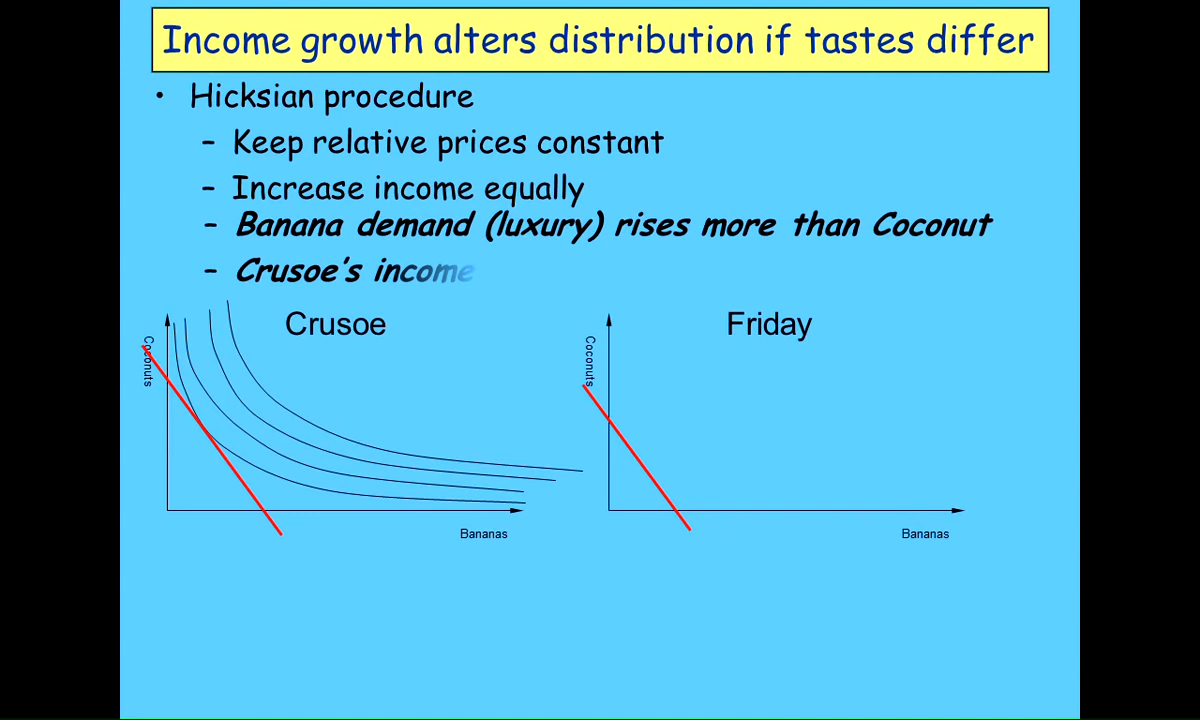 Income growth alters distribution if tastes differ
• Hicksian procedure
– Keep relative prices constant
– Increase income equally
– Banana demand (luxury) rises more than Coconut
– Crusoe's income
Crusoe
Friday
Coconuts
Coconuts
Bananas
Bananas